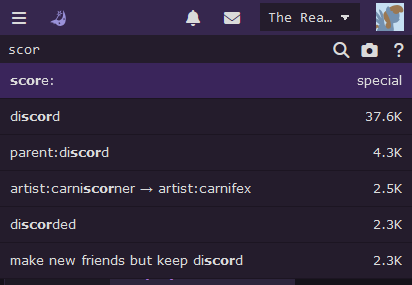 The Rea...
scor
score: special
discord 37.6K
parent:discord 4.3K
artist:carniscorner → artist:carnifex 2.5K
discorded 2.3K
make new friends but keep discord 2.3K